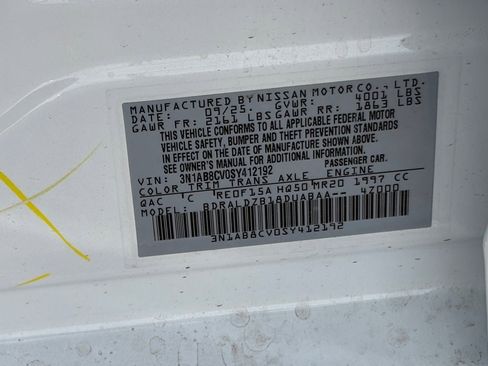 MANUFACTURED BY NISSAN MOTOR CO., LTD.
DATE: 09/25 GVWR: 4001 LBS
GAWR FR: 2161 LBS GAWR RR: 1863 LBS
THIS VEHICLE CONFORMS TO ALL APPLICABLE FEDERAL MOTOR
VEHICLE SAFETY, BUMPER AND THEFT PREVENTION STANDARDS
IN EFFECT ON THE DATE OF MANUFACTURE SHOWN ABOVE.
SEE OWNER'S MANUAL FOR ADDITIONAL INFORMATION.
VIN: 3N1AB8CV0SY412192 PASSENGER CAR.
COLOR TRIM TRANS AXLE ENGINE
QAC C RE0F15A HQ50 MR20 1997 CC
MODEL: BDRALDZB18DUABAA-- 4Z000
3N1AB8CV0SY412192